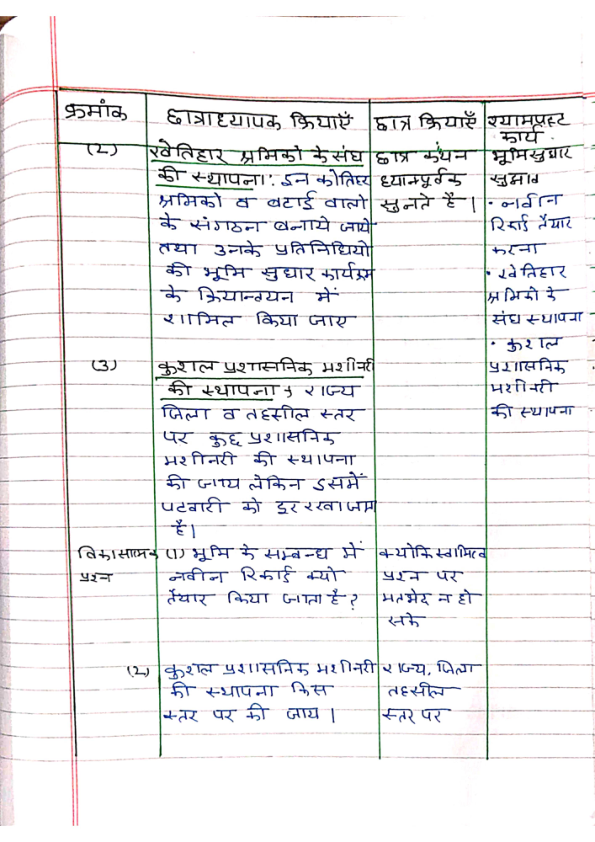 क्रमांक
छात्राध्यापक क्रियाएँ
छात्र क्रियाएँ
श्यामपट्ट
कार्य
(2)
खेतिहार श्रमिकों के संघ
की स्थापना : इन
श्रमिकों व बटाई वालों
के संगठन बनाये जाये
तथा उनके प्रतिनिधियों
को भूमि सुधार कार्यक्रम
के क्रियान्वयन में
शामिल किया जाए
छात्र कथन
ध्यानपूर्वक
सुनते है।
भूमि सुधार
सुझाव
• नवीन
रिकार्ड तैयार
करना
• खेतिहार
श्रमिकों के
संघ स्थापना
• कुशल
प्रशासनिक
मशीनरी
की स्थापना
(3)
कुशल प्रशासनिक मशीनरी
की स्थापना → राज्य
जिला व तहसील स्तर
पर कुछ प्रशासनिक
मशीनरी की स्थापना
की जाय लेकिन इसमें
पटवारी को दूर रखा जाय
है।
विकासात्मक
प्रश्न
(1) भूमि के सम्बन्ध में
नवीन रिकार्ड क्यों
तैयार किया जाता है?
क्योकि स्वामित्व
प्रश्न पर
मतभेद न हो
सके
(2)
कुशल प्रशासनिक मशीनरी
की स्थापना किस
स्तर पर की जाय।
राज्य, जिला
तहसील
स्तर पर